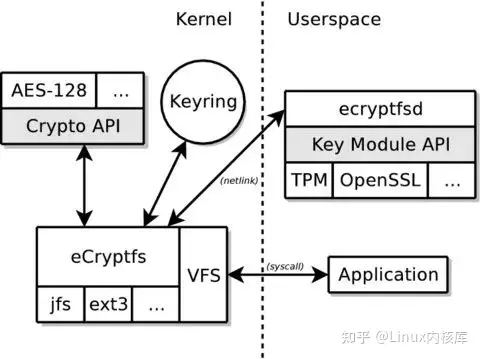 Kernel
Userspace
AES-128
...
Crypto API
Keyring
ecryptfsd
Key Module API
TPM
OpenSSL
...
(netlink)
eCryptfs
VFS
jfs
ext3
...
(syscall)
Application
知乎 @Linux内核库